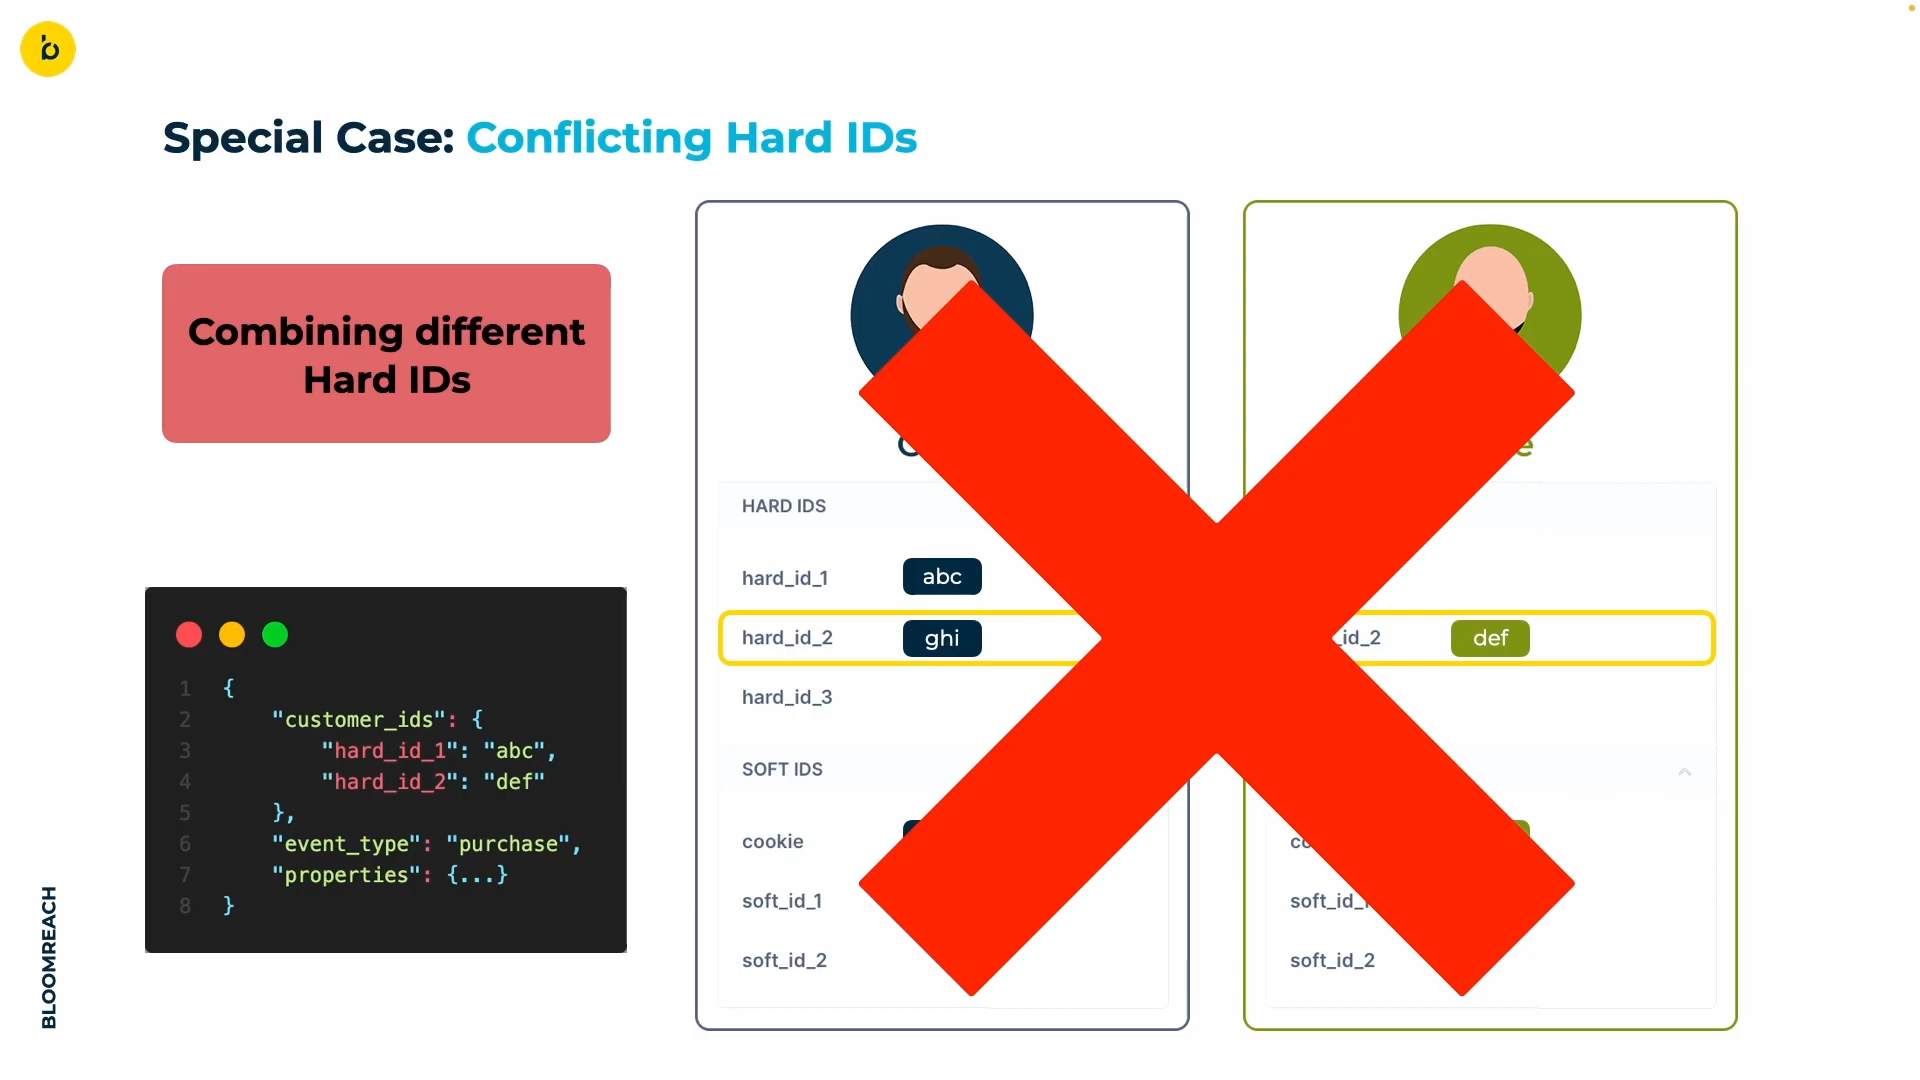 Special Case: Conflicting Hard IDs
Combining different
Hard IDs
1 {
2 "customer_ids": {
3 "hard_id_1": "abc",
4 "hard_id_2": "def"
5 },
6 "event_type": "purchase",
7 "properties": {...}
8 }
HARD IDS
hard_id_1 abc
hard_id_2 ghi
hard_id_3
SOFT IDS
cookie
soft_id_1
soft_id_2
_id_2 def
soft_id_
soft_id_2
BLOOMREACH